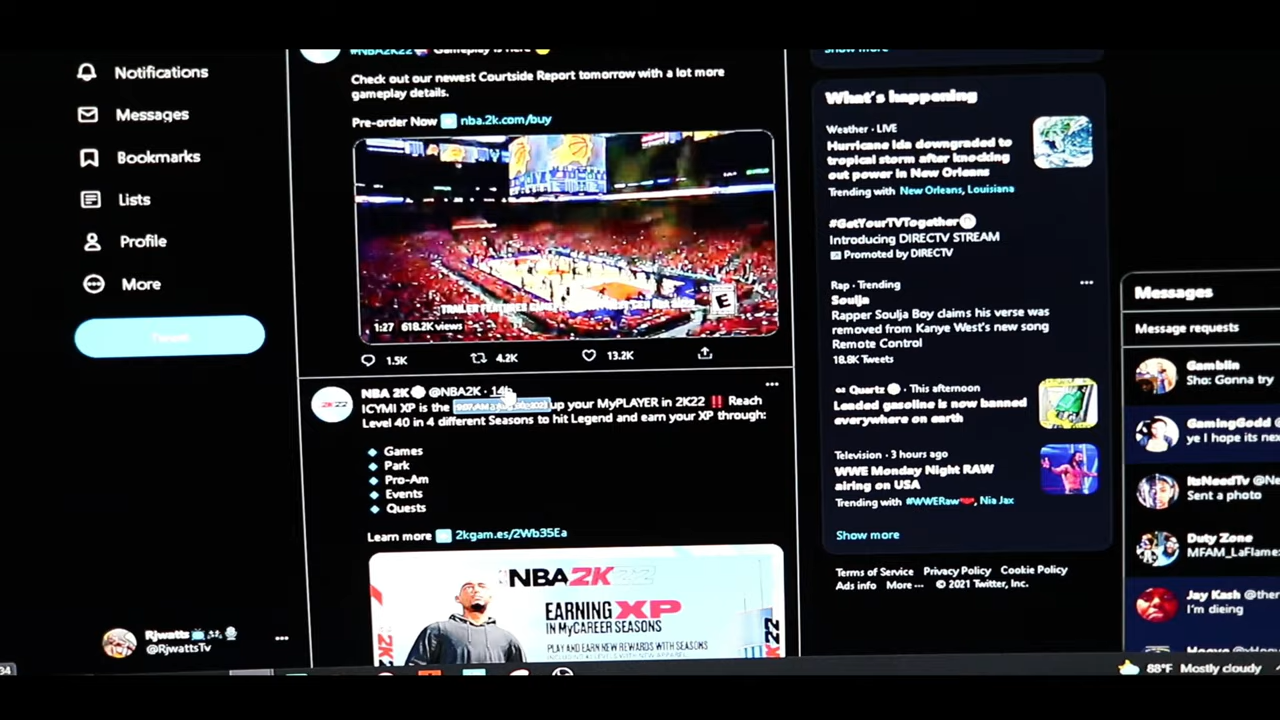 Notifications
Messages
Bookmarks
Lists
Profile
More
Rjwatts
@RjwattsTv
#NBA2K22 Gameplay is here
Check out our newest Courtside Report tomorrow with a lot more
gameplay details.
Pre-order Now nba.2k.com/buy
E
1:27 618.2K views
1.5K 4.2K 13.2K
NBA 2K @NBA2K · 14h
ICYMI XP is the up your MyPLAYER in 2K22 ‼️ Reach
Level 40 in 4 different Seasons to hit Legend and earn your XP through:
Games
Park
Pro-Am
Events
Quests
Learn more 2kgam.es/2Wb35Ea
NBA2K22
EARNING XP
IN MyCAREER SEASONS
PLAY AND EARN NEW REWARDS WITH SEASONS
Show more
What's happening
Weather · LIVE
Hurricane Ida downgraded to
tropical storm after knocking
out power in New Orleans
Trending with New Orleans, Louisiana
#GetYourTVTogether
Introducing DIRECTV STREAM
Promoted by DIRECTV
Rap · Trending
Soulja
Rapper Soulja Boy claims his verse was
removed from Kanye West's new song
Remote Control
18.8K Tweets
Quartz · This afternoon
Leaded gasoline is now banned
everywhere on earth
Television · 3 hours ago
WWE Monday Night RAW
airing on USA
Trending with #WWERaw, Nia Jax
Show more
Terms of Service Privacy Policy Cookie Policy
Ads info More ··· © 2021 Twitter, Inc.
Messages
Message requests
Gamblin
Sho: Gonna try
GamingGodd @
ye I hope its nex
ItsNeedTv @Ne
Sent a photo
Duty Zone
MFAM_LaFlame
Jay Kash @ther
I'm dieing
88°F Mostly cloudy